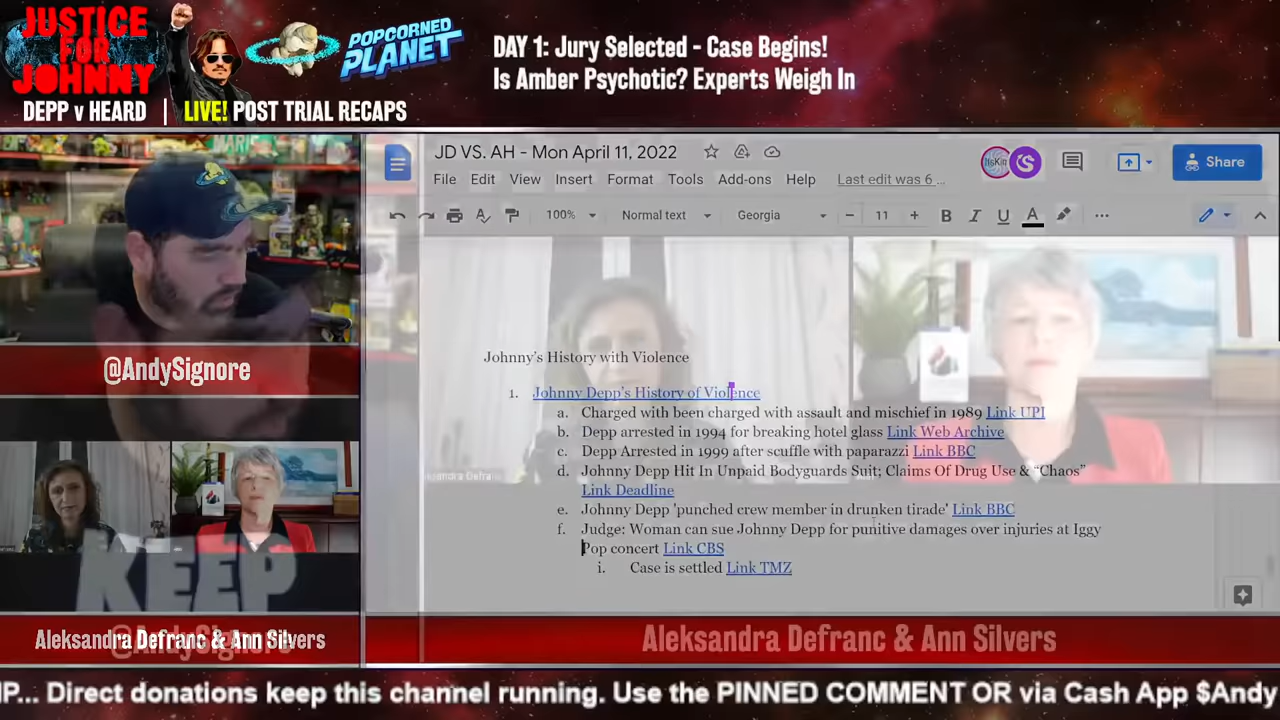 JUSTICE
FOR
JOHNNY
POPCORNED
PLANET
DAY 1: Jury Selected - Case Begins!
Is Amber Psychotic? Experts Weigh In
DEPP v HEARD | LIVE! POST TRIAL RECAPS
JD VS. AH - Mon April 11, 2022
File Edit View Insert Format Tools Add-ons Help Last edit was 6 ...
Share
100% Normal text Georgia 11 B I U A
@AndySignore
Johnny's History with Violence
1. Johnny Depp's History of Violence
a. Charged with been charged with assault and mischief in 1989 Link UPI
b. Depp arrested in 1994 for breaking hotel glass Link Web Archive
c. Depp Arrested in 1999 after scuffle with paparazzi Link BBC
d. Johnny Depp Hit In Unpaid Bodyguards Suit; Claims Of Drug Use & "Chaos"
Link Deadline
e. Johnny Depp 'punched crew member in drunken tirade' Link BBC
f. Judge: Woman can sue Johnny Depp for punitive damages over injuries at Iggy
Pop concert Link CBS
i. Case is settled Link TMZ
KEEP
Aleksandra Defranc & Ann Silvers
@AndySignore
Aleksandra Defranc & Ann Silvers
P... Direct donations keep this channel running. Use the PINNED COMMENT OR via Cash App $Andy